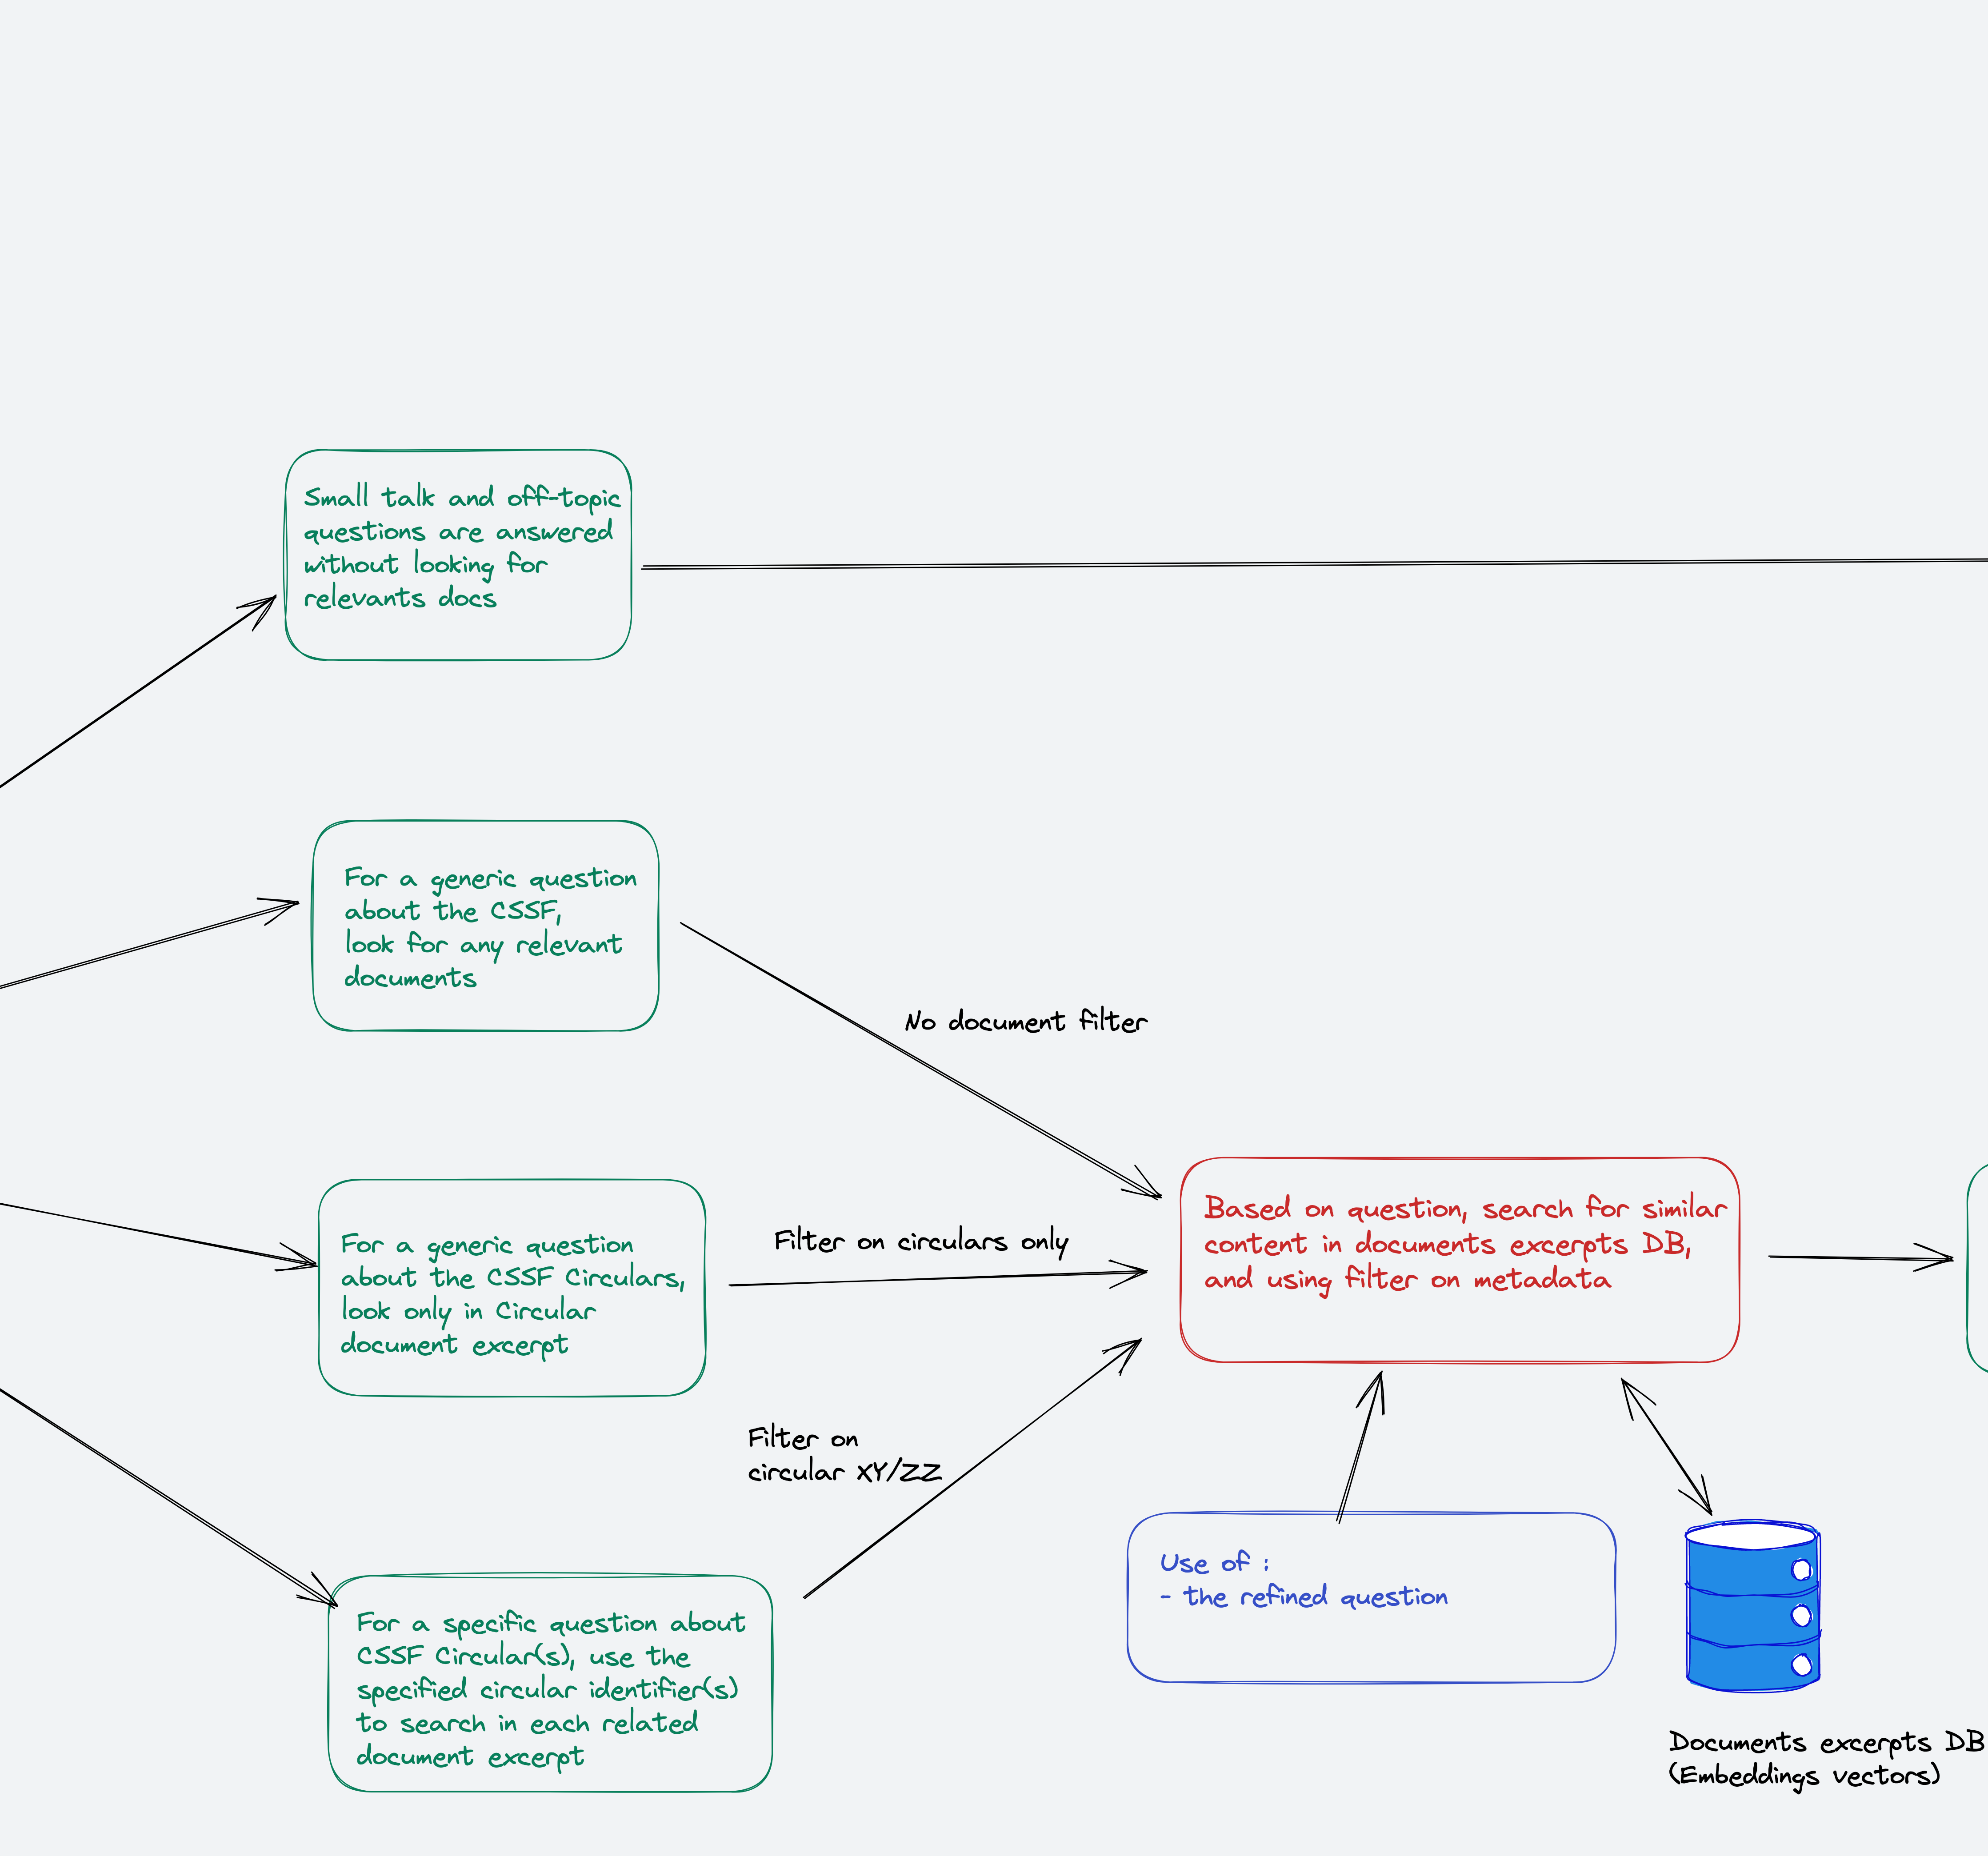 Small talk and off-topic
questions are answered
without looking for
relevants docs
For a generic question
about the CSSF,
look for any relevant
documents
No document filter
For a generic question
about the CSSF Circulars,
look only in Circular
document excerpt
Filter on circulars only
Based on question, search for similar
content in documents excerpts DB,
and using filter on metadata
Filter on
circular XY/ZZ
For a specific question about
CSSF Circular(s), use the
specified circular identifier(s)
to search in each related
document excerpt
Use of :
- the refined question
Documents excerpts DB
(Embeddings vectors)